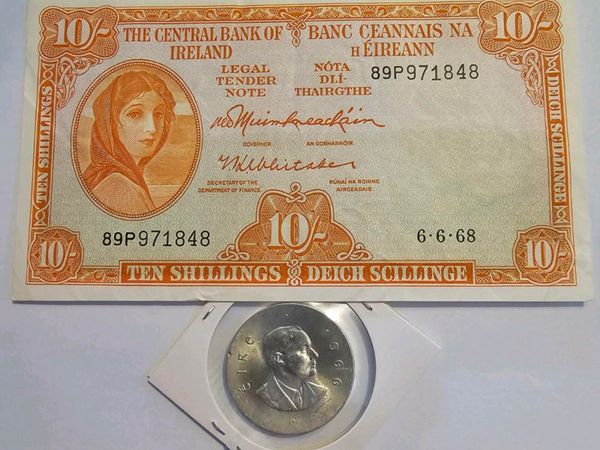 10/-
THE CENTRAL BANK OF IRELAND
BANC CEANNAIS NA hÉIREANN
10/-
LEGAL TENDER NOTE
NÓTA DLÍ-THAIRGTHE
89P971848
GOVERNOR AN GOBHARNÓIR
T.K. Whitaker
SECRETARY OF THE DEPARTMENT OF FINANCE.
RÚNAÍ NA ROINNE AIRGEADAIS.
TEN SHILLINGS
DEICH SCILLINGE
89P971848
10/-
6·6·68
10/-
10/-
TEN SHILLINGS DEICH SCILLINGE
ÉIRE 1966